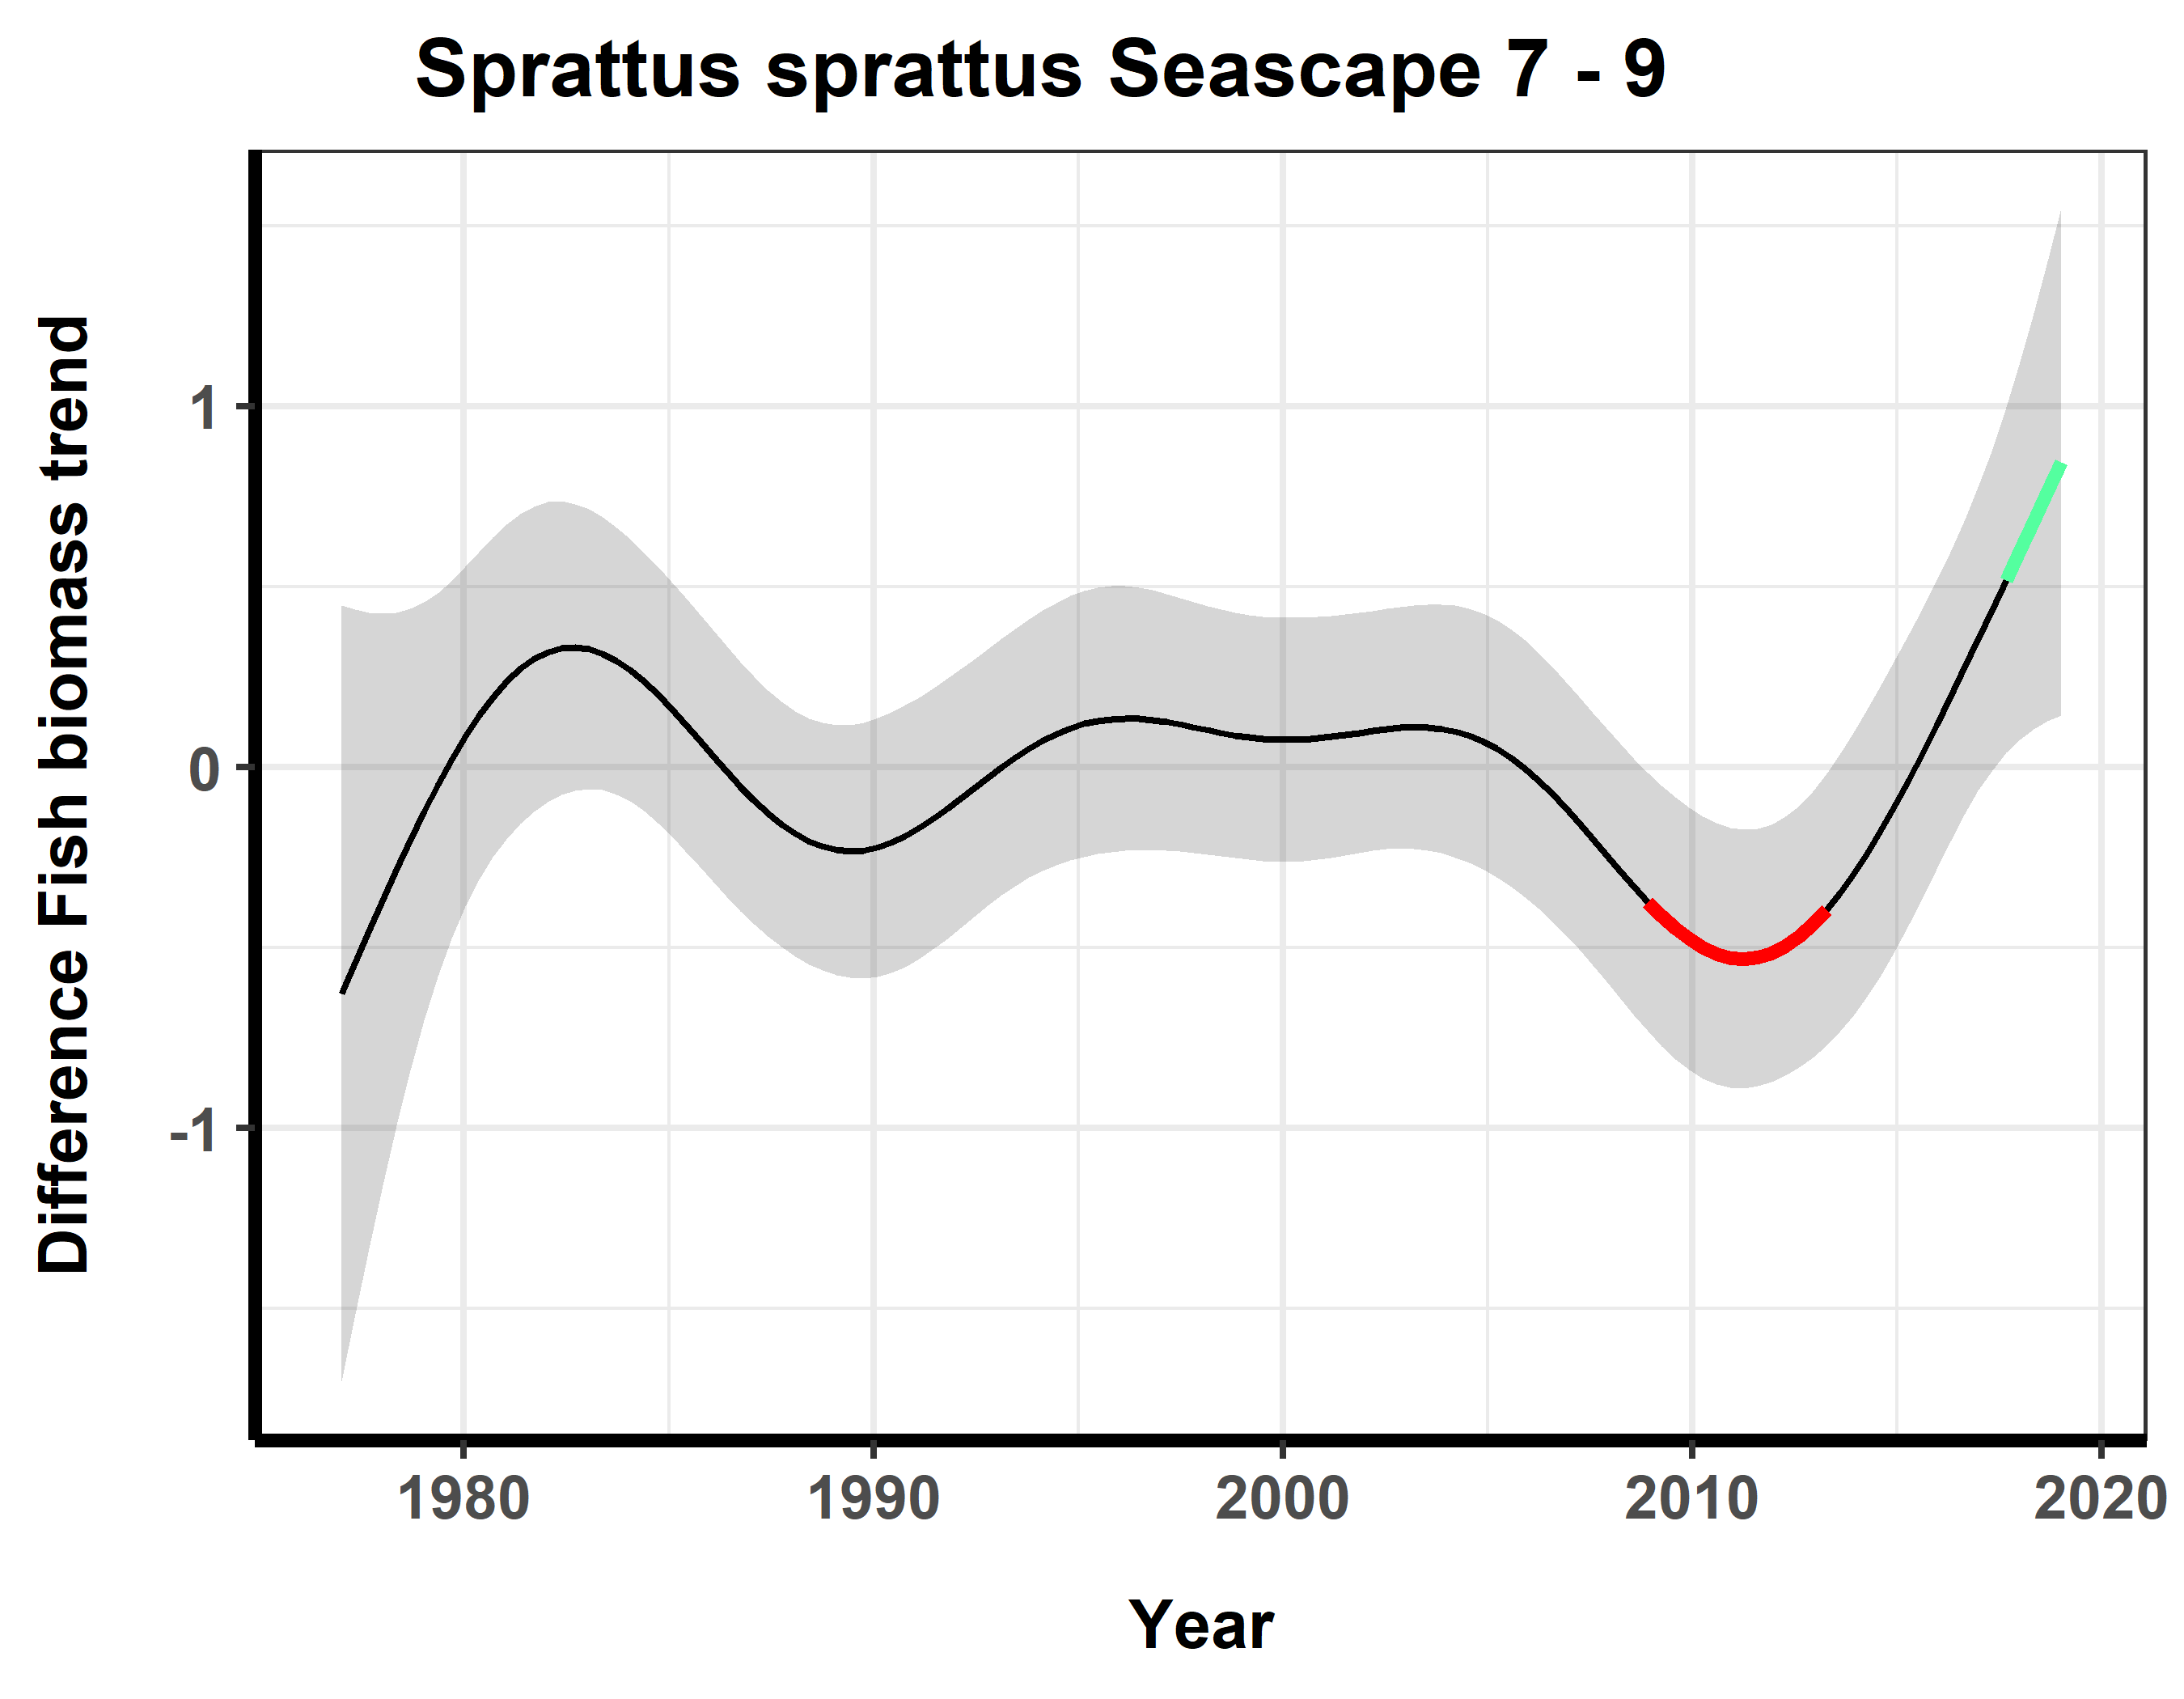 Sprattus sprattus Seascape 7 - 9
Difference Fish biomass trend
1
0
-1
1980 1990 2000 2010 2020
Year